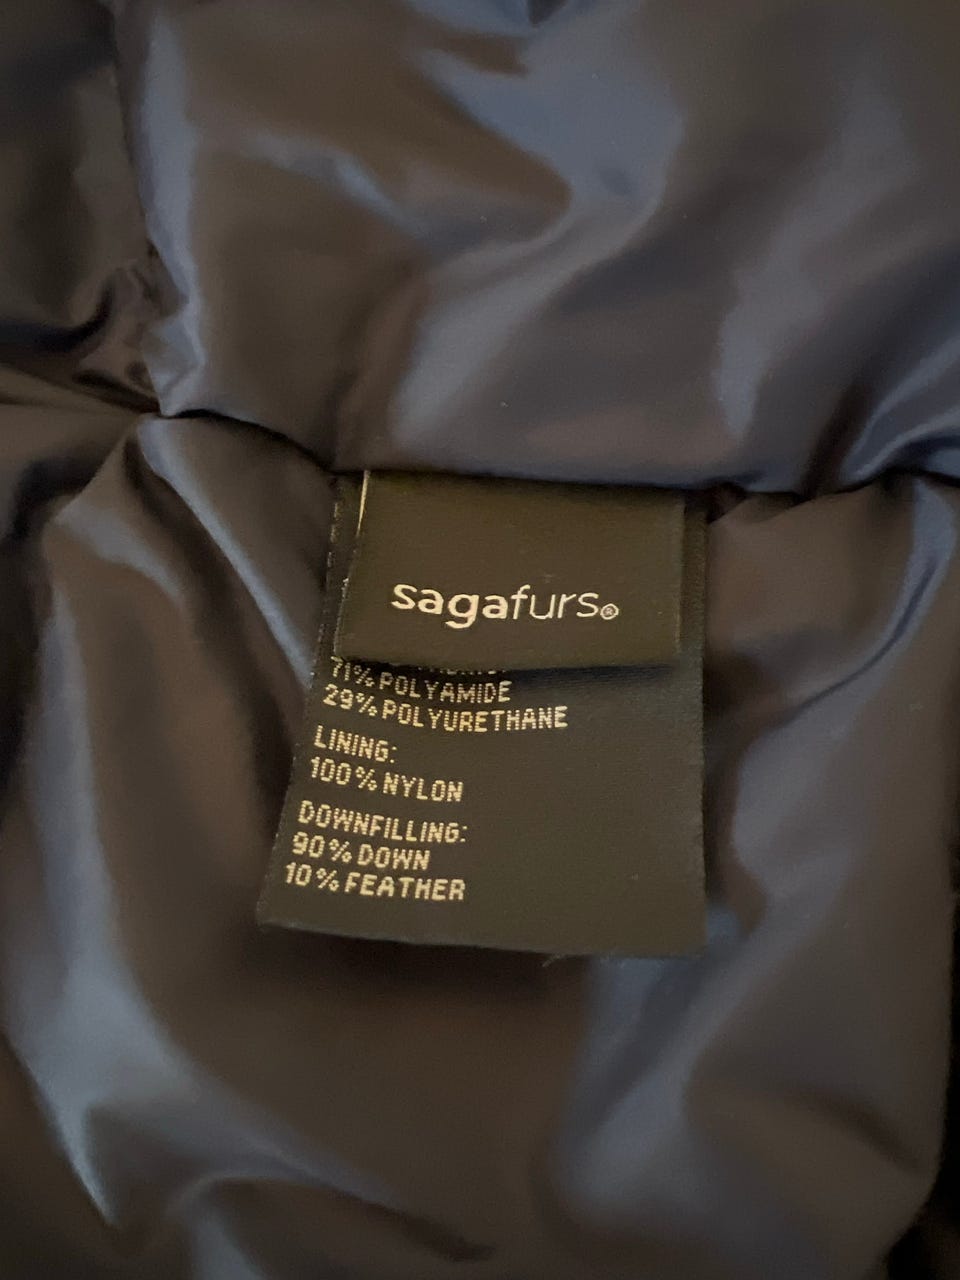 sagafurs®
71% POLYAMIDE
29% POLYURETHANE
LINING:
100% NYLON
DOWNFILLING:
90% DOWN
10% FEATHER